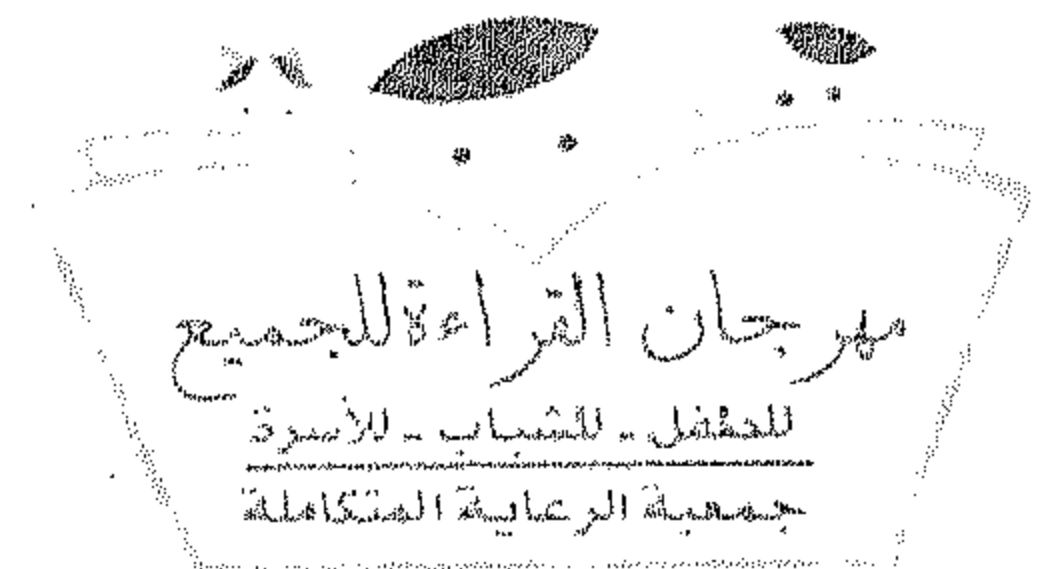 مهرجان القراءة للجميع
للطفل - للشباب - للأسرة
جمعية الرعاية المتكاملة